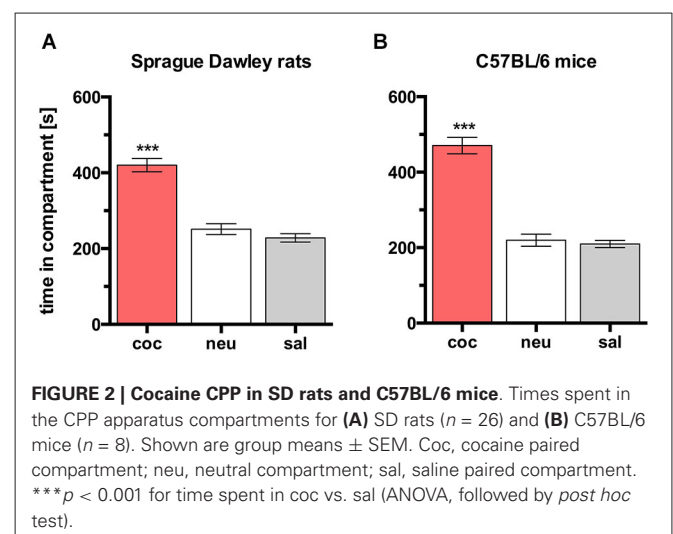 A
Sprague Dawley rats
time in compartment [s]
600
400
200
0
***
coc neu sal
B
C57BL/6 mice
600
400
200
0
***
coc neu sal
FIGURE 2 | Cocaine CPP in SD rats and C57BL/6 mice. Times spent in
the CPP apparatus compartments for (A) SD rats (n = 26) and (B) C57BL/6
mice (n = 8). Shown are group means ± SEM. Coc, cocaine paired
compartment; neu, neutral compartment; sal, saline paired compartment.
***p < 0.001 for time spent in coc vs. sal (ANOVA, followed by post hoc
test).